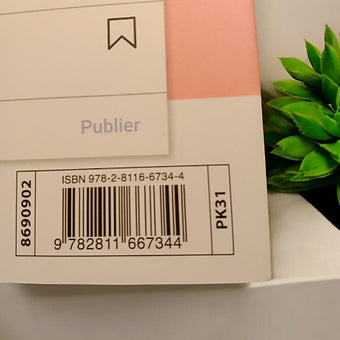 Publier
ISBN 978-2-8116-6734-4
8690902
PK31
9 782811 667344